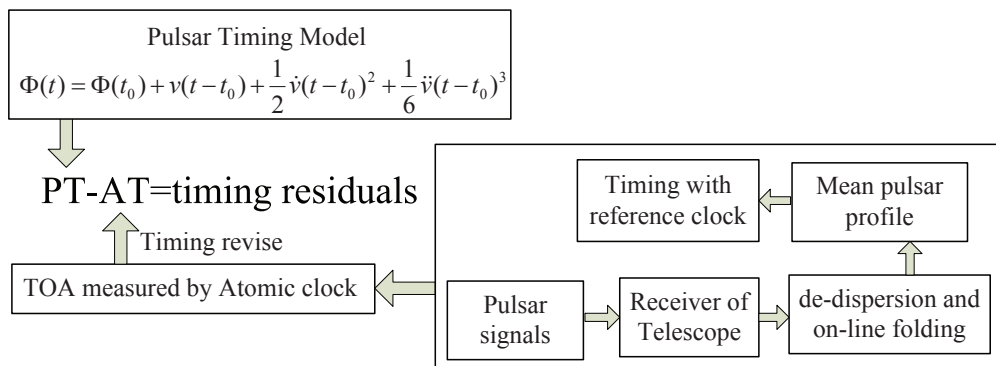 Pulsar Timing Model
Φ(t) = Φ(t₀) + v(t − t₀) + 1/2 v̇(t − t₀)² + 1/6 v̈(t − t₀)³
PT-AT=timing residuals
Timing revise
TOA measured by Atomic clock
Timing with
reference clock
Mean pulsar
profile
Pulsar
signals
Receiver of
Telescope
de-dispersion and
on-line folding